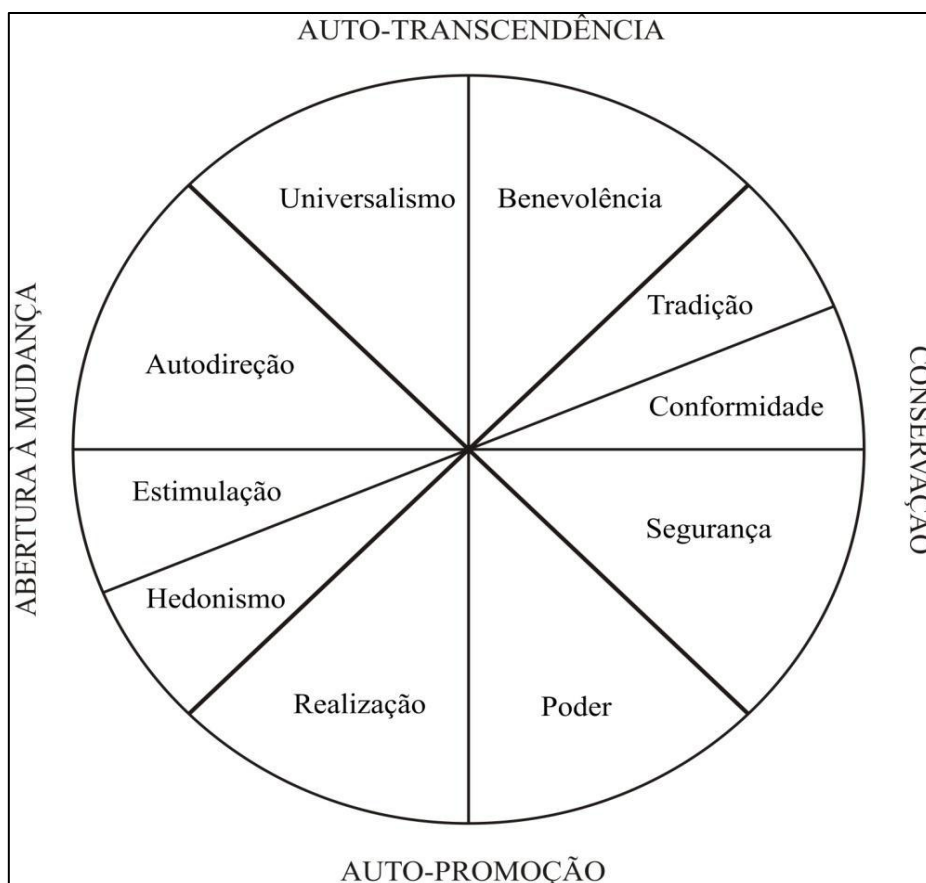 AUTO-TRANSCENDÊNCIA
Universalismo
Benevolência
Tradição
ABERTURA À MUDANÇA
Autodireção
Conformidade
CONSERVAÇÃO
Estimulação
Segurança
Hedonismo
Realização
Poder
AUTO-PROMOÇÃO